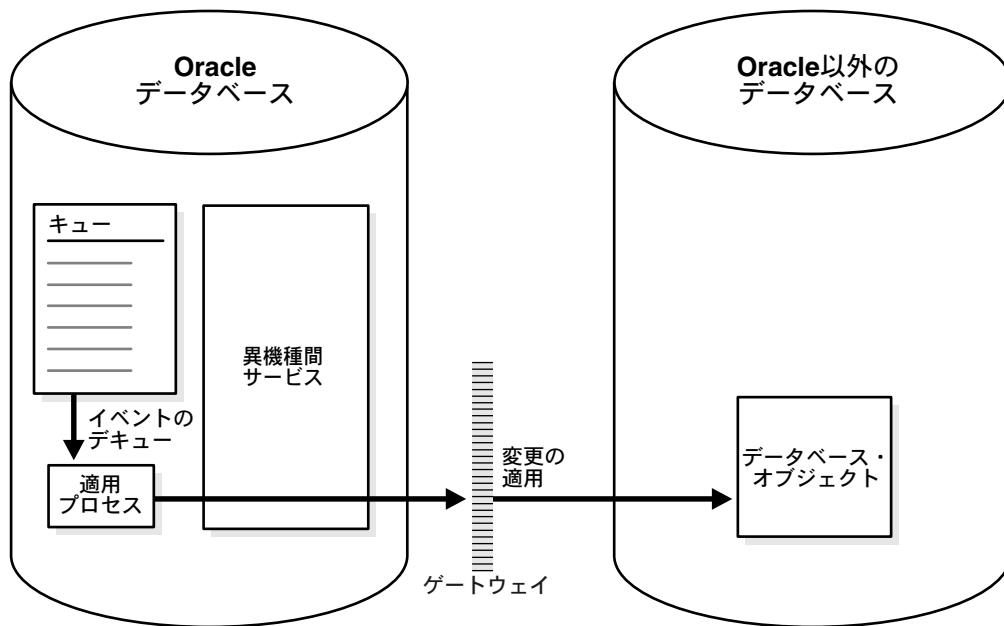 Oracle
データベース
Oracle以外の
データベース
キュー
異機種間
サービス
イベントの
デキュー
適用
プロセス
変更の
適用
データベース・
オブジェクト
ゲートウェイ